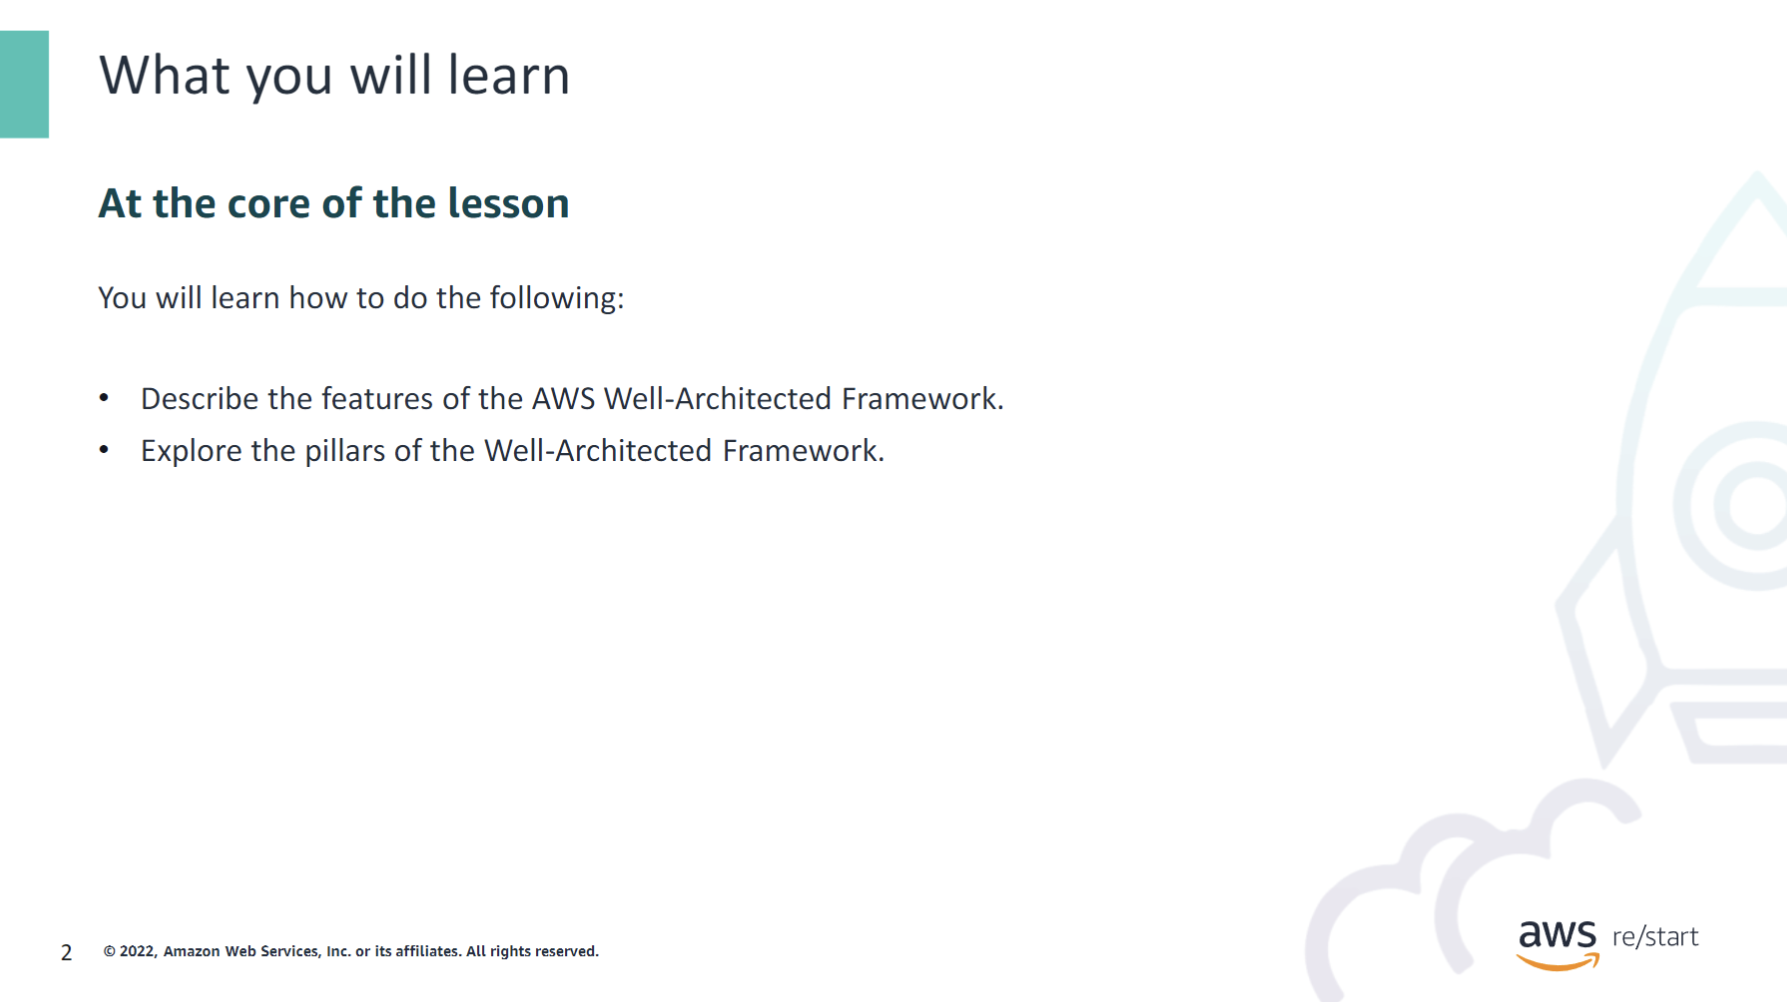 What you will learn
At the core of the lesson
You will learn how to do the following:
• Describe the features of the AWS Well-Architected Framework.
• Explore the pillars of the Well-Architected Framework.
2 © 2022, Amazon Web Services, Inc. or its affiliates. All rights reserved.
aws re/start